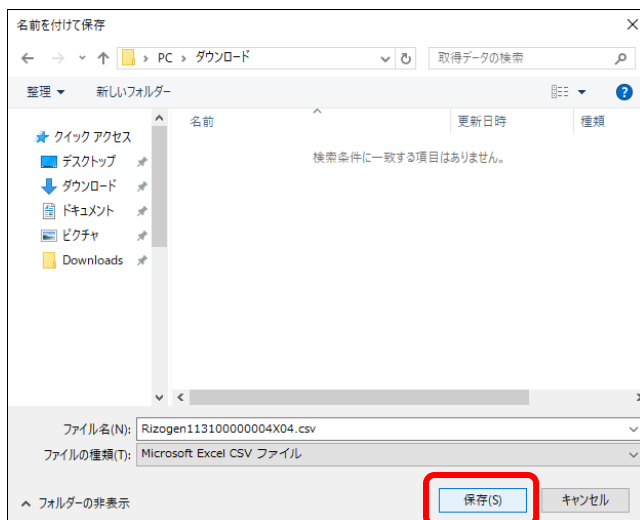 名前を付けて保存
PC > ダウンロード
取得データの検索
整理 新しいフォルダー
名前 更新日時 種類
クイック アクセス
検索条件に一致する項目はありません。
デスクトップ
ダウンロード
ドキュメント
ピクチャ
Downloads
ファイル名(N): Rizogen113100000004X04.csv
ファイルの種類(T): Microsoft Excel CSV ファイル
フォルダーの非表示 保存(S) キャンセル